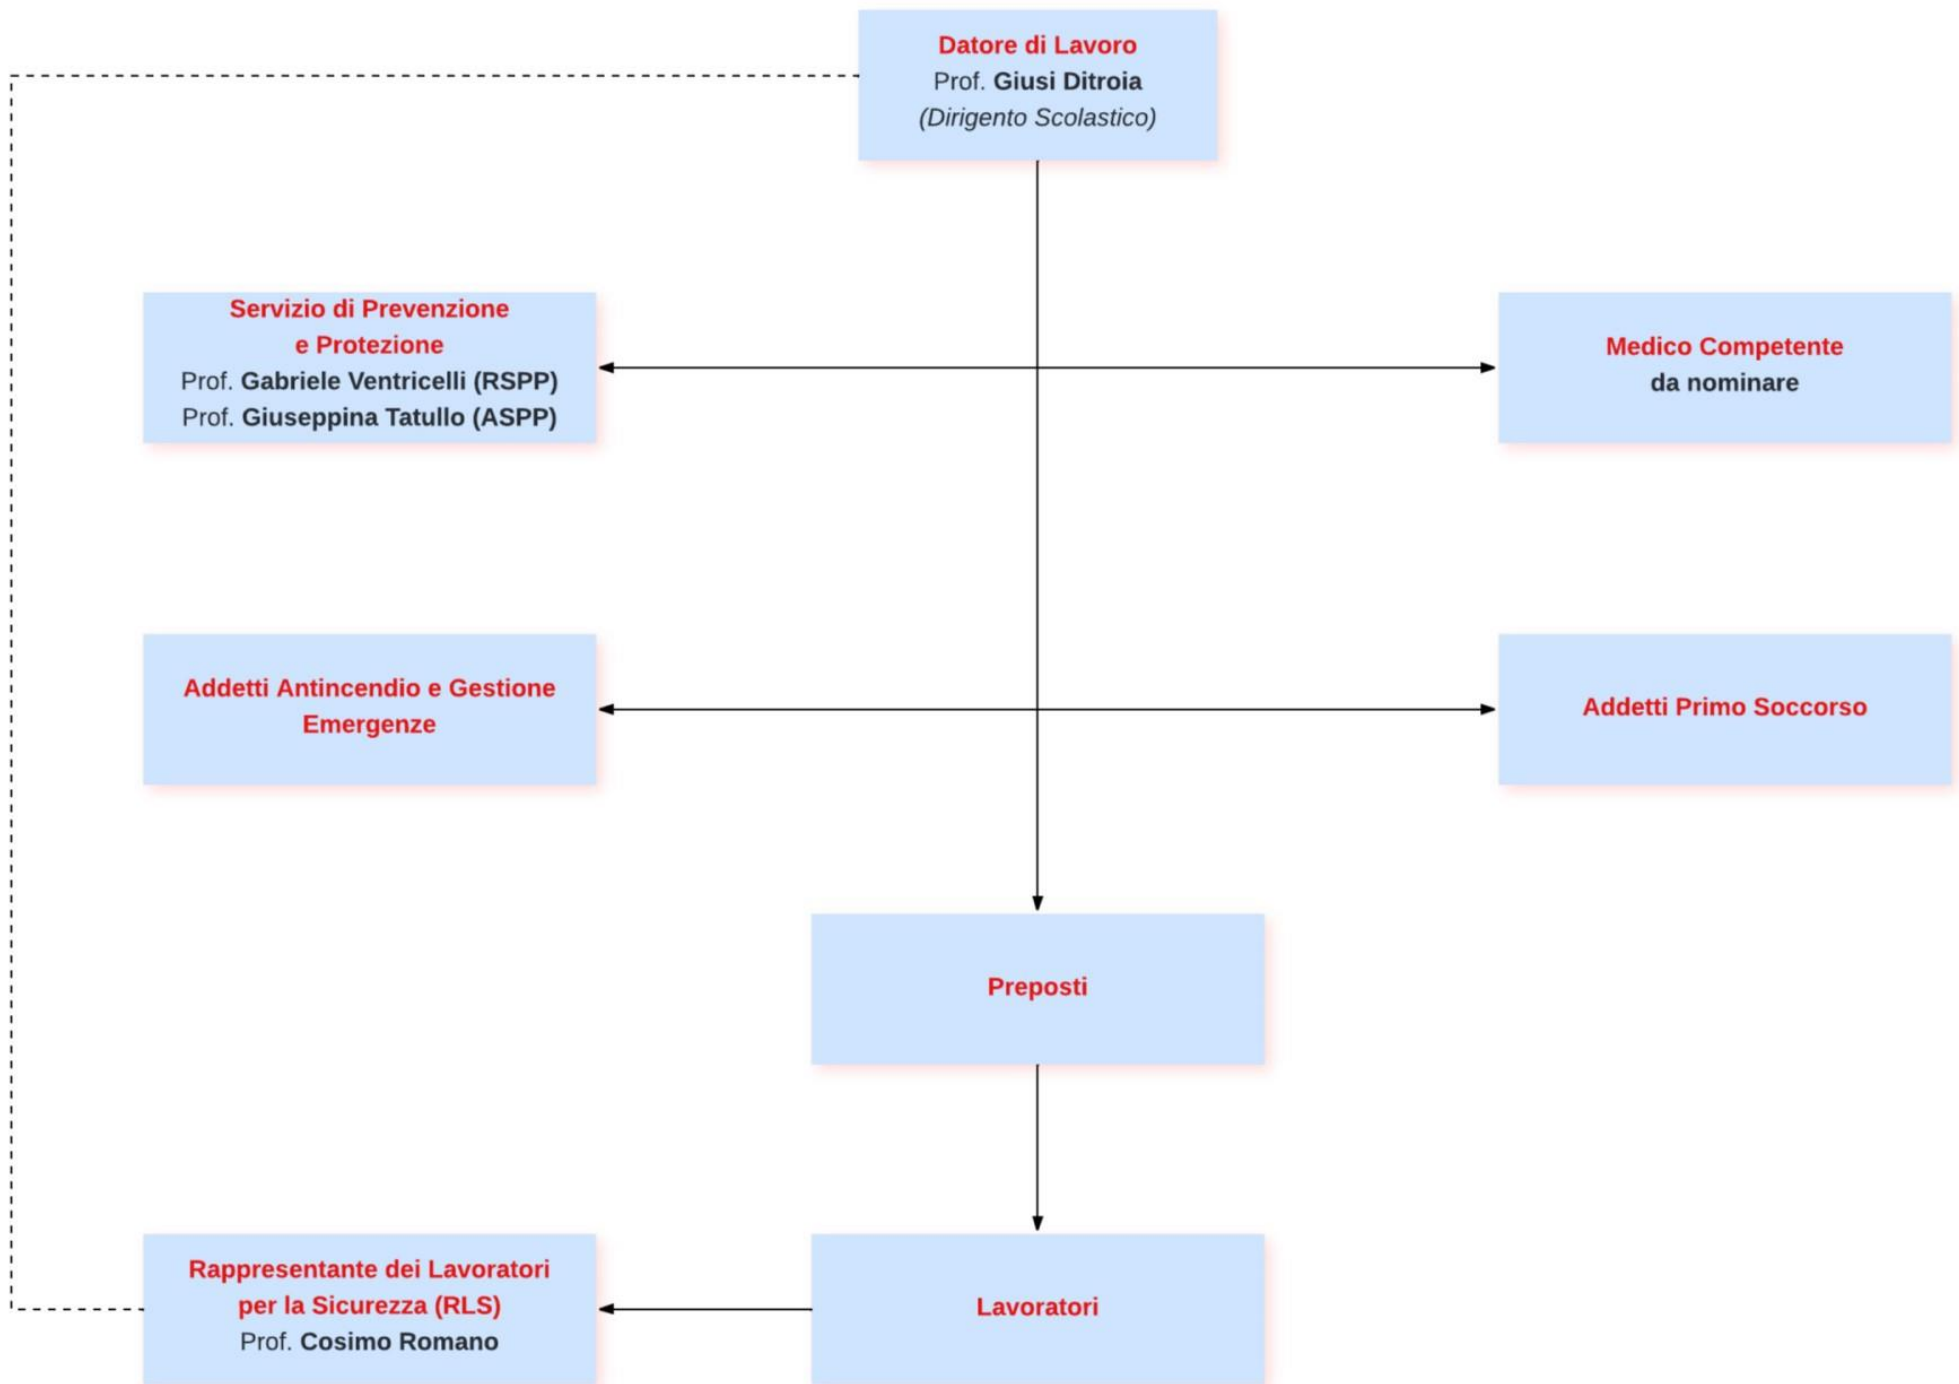 Datore di Lavoro
Prof. Giusi Ditroia
(Dirigento Scolastico)
Servizio di Prevenzione
e Protezione
Prof. Gabriele Ventricelli (RSPP)
Prof. Giuseppina Tatullo (ASPP)
Medico Competente
da nominare
Addetti Antincendio e Gestione
Emergenze
Addetti Primo Soccorso
Preposti
Rappresentante dei Lavoratori
per la Sicurezza (RLS)
Prof. Cosimo Romano
Lavoratori